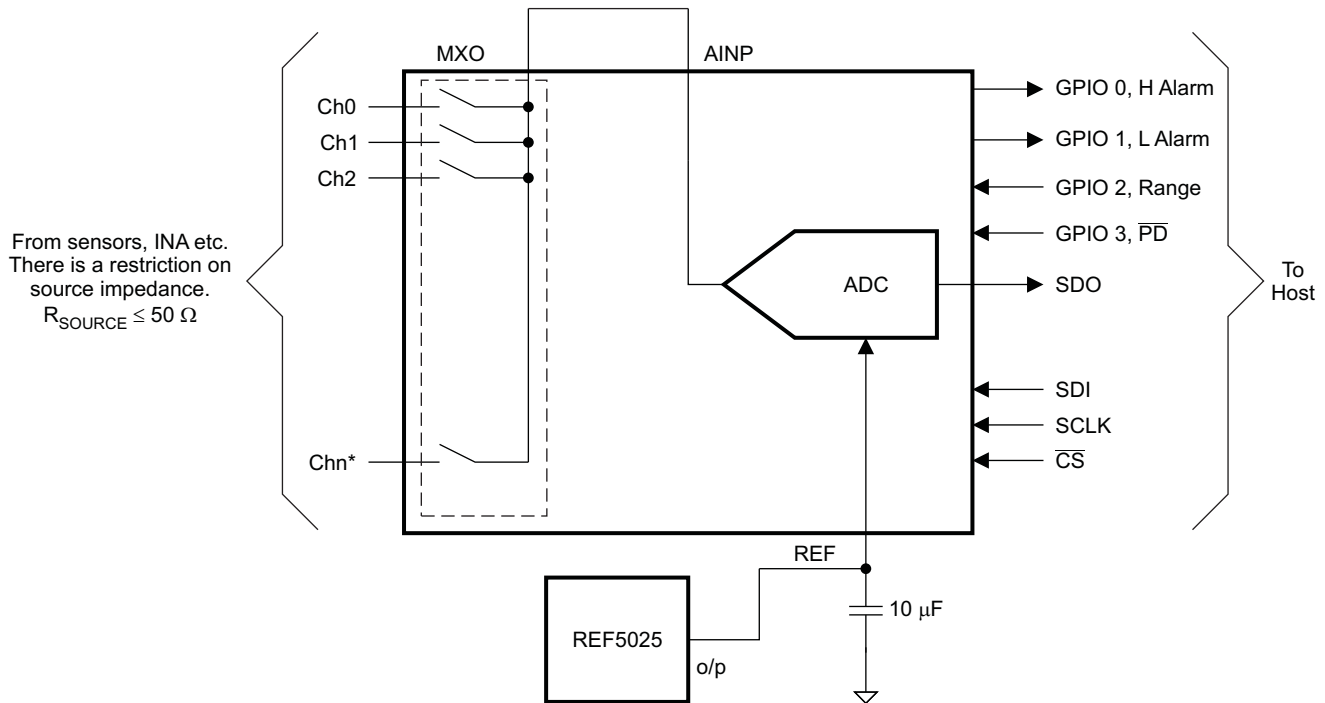 MXO
AINP
Ch0
Ch1
Ch2
Chn*
From sensors, INA etc.
There is a restriction on
source impedance.
R_SOURCE ≤ 50 Ω
ADC
GPIO 0, H Alarm
GPIO 1, L Alarm
GPIO 2, Range
GPIO 3, P̅D̅
SDO
SDI
SCLK
C̅S̅
To
Host
REF
10 μF
REF5025
o/p